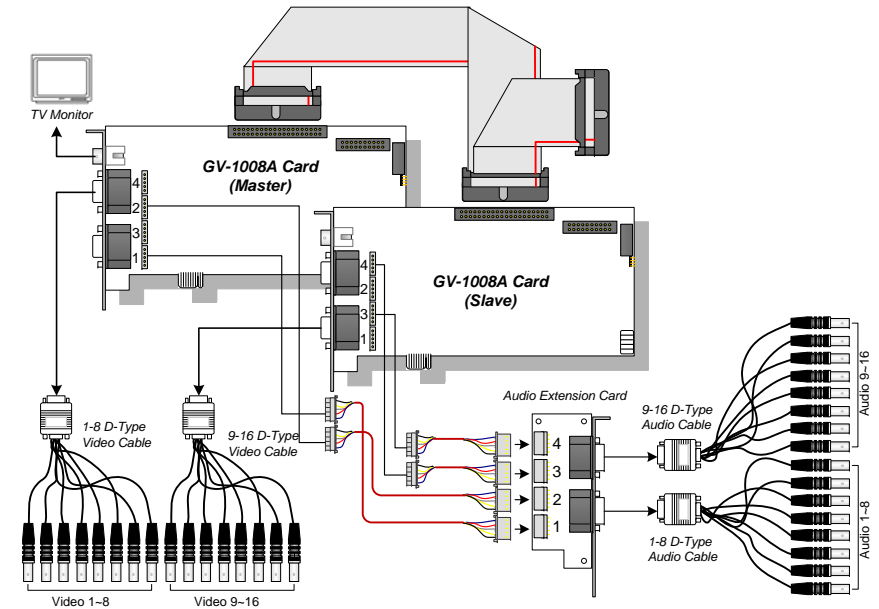 TV Monitor
GV-1008A Card
(Master)
4
2
3
1
GV-1008A Card
(Slave)
4
2
3
1
1-8 D-Type
Video Cable
9-16 D-Type
Video Cable
Audio Extension Card
4
3
2
1
9-16 D-Type
Audio Cable
1-8 D-Type
Audio Cable
Audio 9~16
Audio 1~8
Video 1~8
Video 9~16